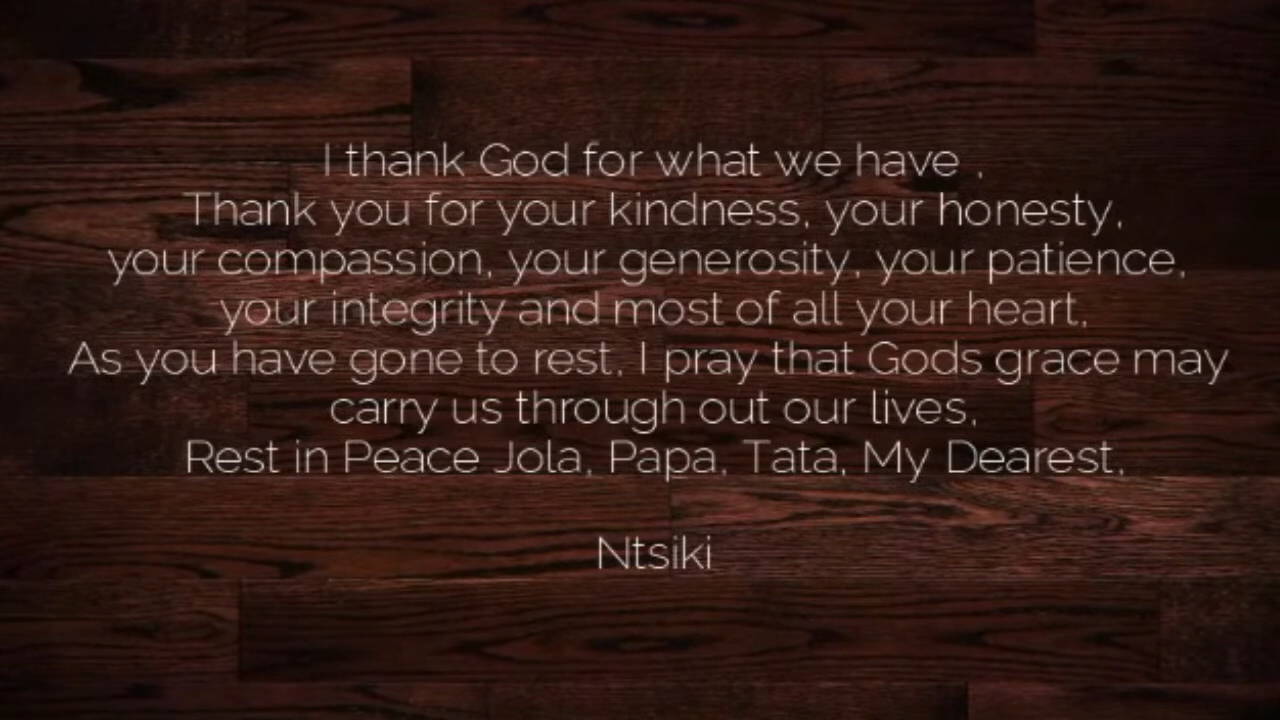 I thank God for what we have ,
Thank you for your kindness, your honesty,
your compassion, your generosity, your patience,
your integrity and most of all your heart,
As you have gone to rest, I pray that Gods grace may
carry us through out our lives,
Rest in Peace Jola, Papa, Tata, My Dearest,
Ntsiki